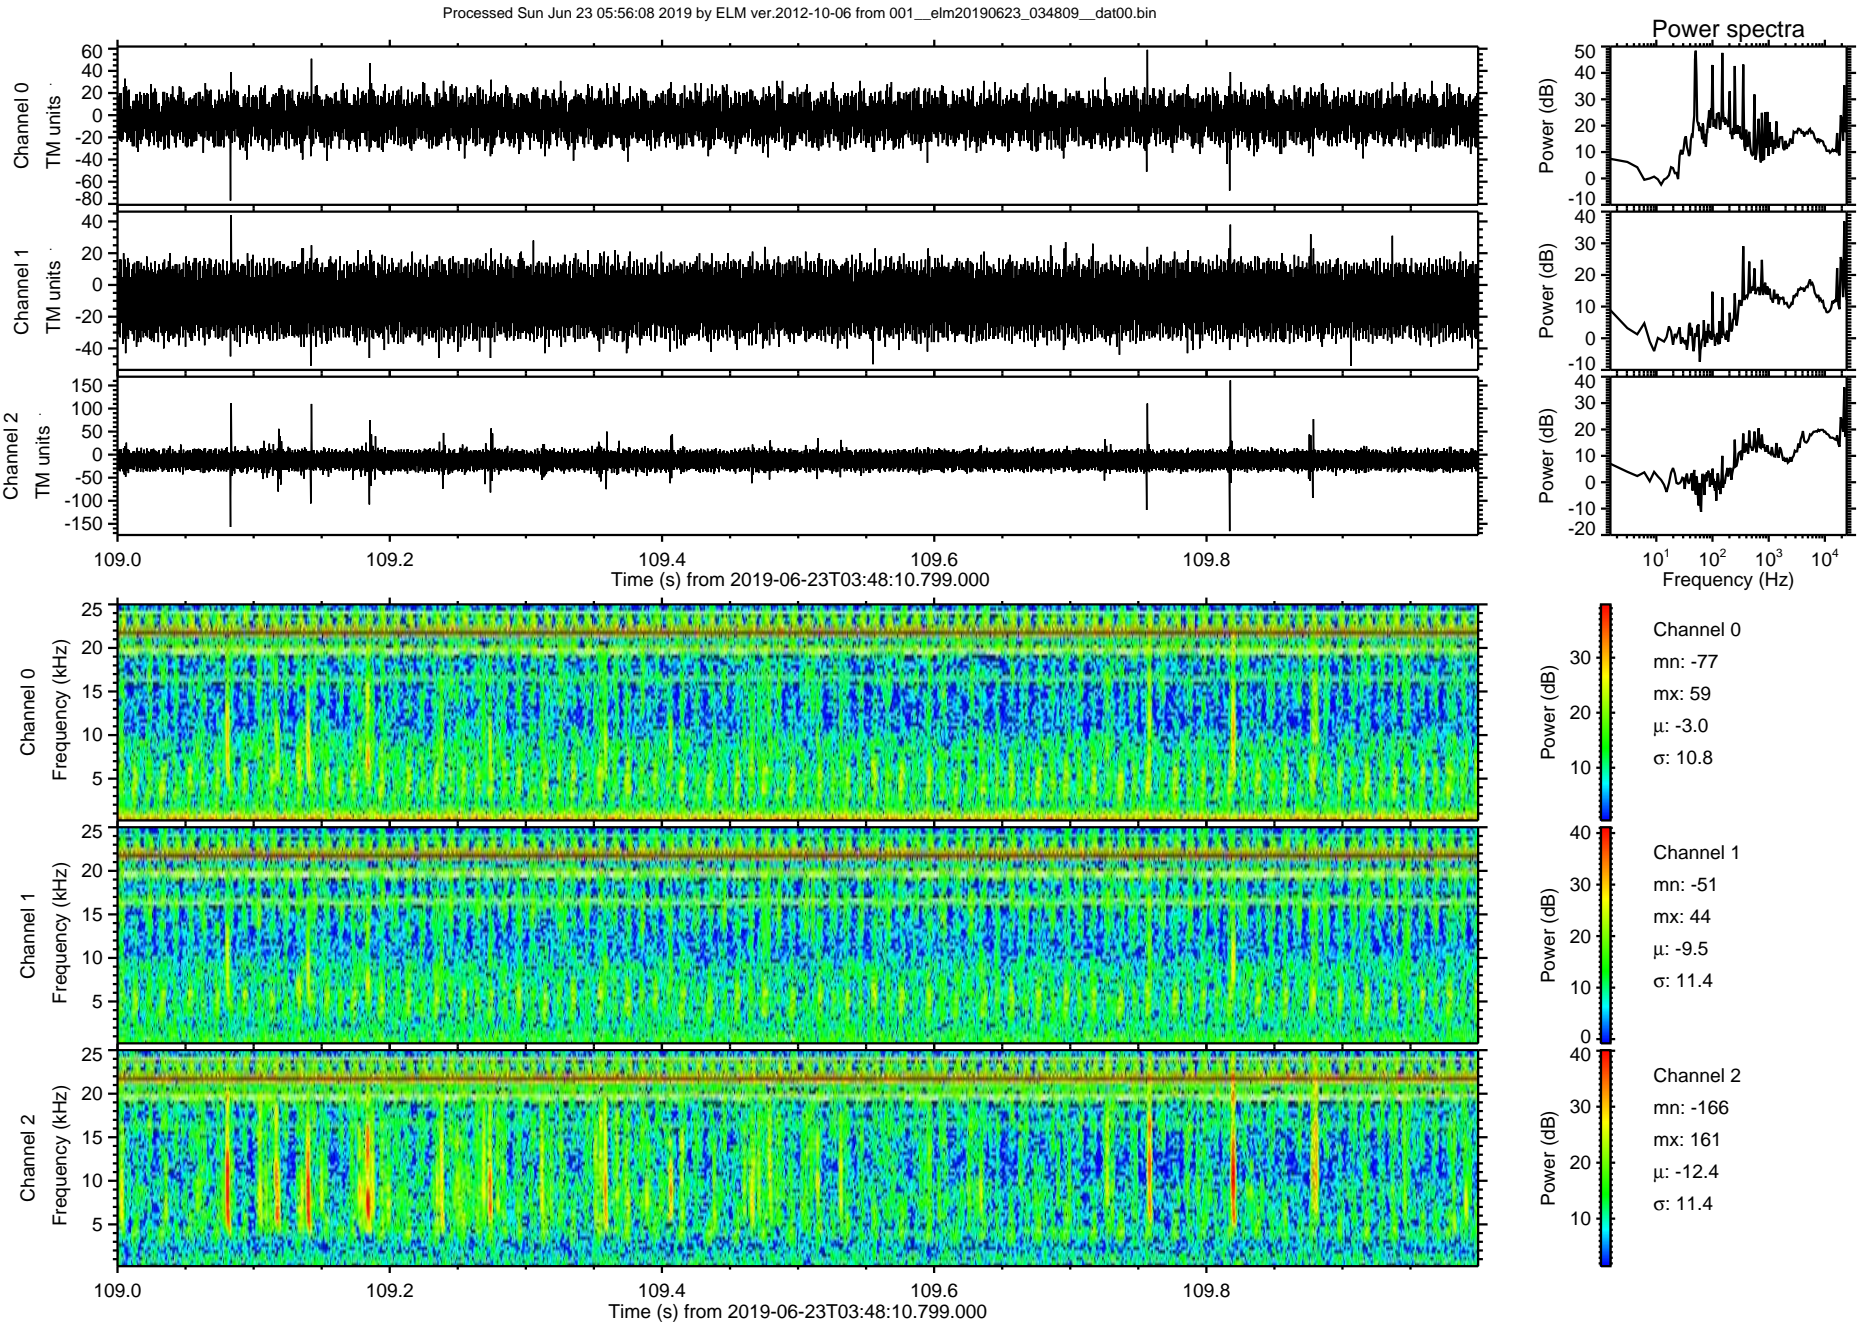 Processed Sun Jun 23 05:56:08 2019 by ELM ver.2012-10-06 from 001__elm20190623_034809__dat00.bin
Power spectra
Channel 0
TM units
60
40
20
0
-20
-40
-60
-80
Power (dB)
50
40
30
20
10
0
-10
Channel 1
TM units
40
20
0
-20
-40
Power (dB)
40
30
20
10
0
-10
Channel 2
TM units
150
100
50
0
-50
-100
-150
Power (dB)
40
30
20
10
0
-10
-20
109.0 109.2 109.4 109.6 109.8
Time (s) from 2019-06-23T03:48:10.799.000
10¹ 10² 10³ 10⁴
Frequency (Hz)
Channel 0
Frequency (kHz)
25
20
15
10
5
Power (dB)
30
20
10
Channel 0
mn: -77
mx: 59
μ: -3.0
σ: 10.8
Channel 1
Frequency (kHz)
25
20
15
10
5
Power (dB)
40
30
20
10
0
Channel 1
mn: -51
mx: 44
μ: -9.5
σ: 11.4
Channel 2
Frequency (kHz)
25
20
15
10
5
Power (dB)
40
30
20
10
Channel 2
mn: -166
mx: 161
μ: -12.4
σ: 11.4
109.0 109.2 109.4 109.6 109.8
Time (s) from 2019-06-23T03:48:10.799.000